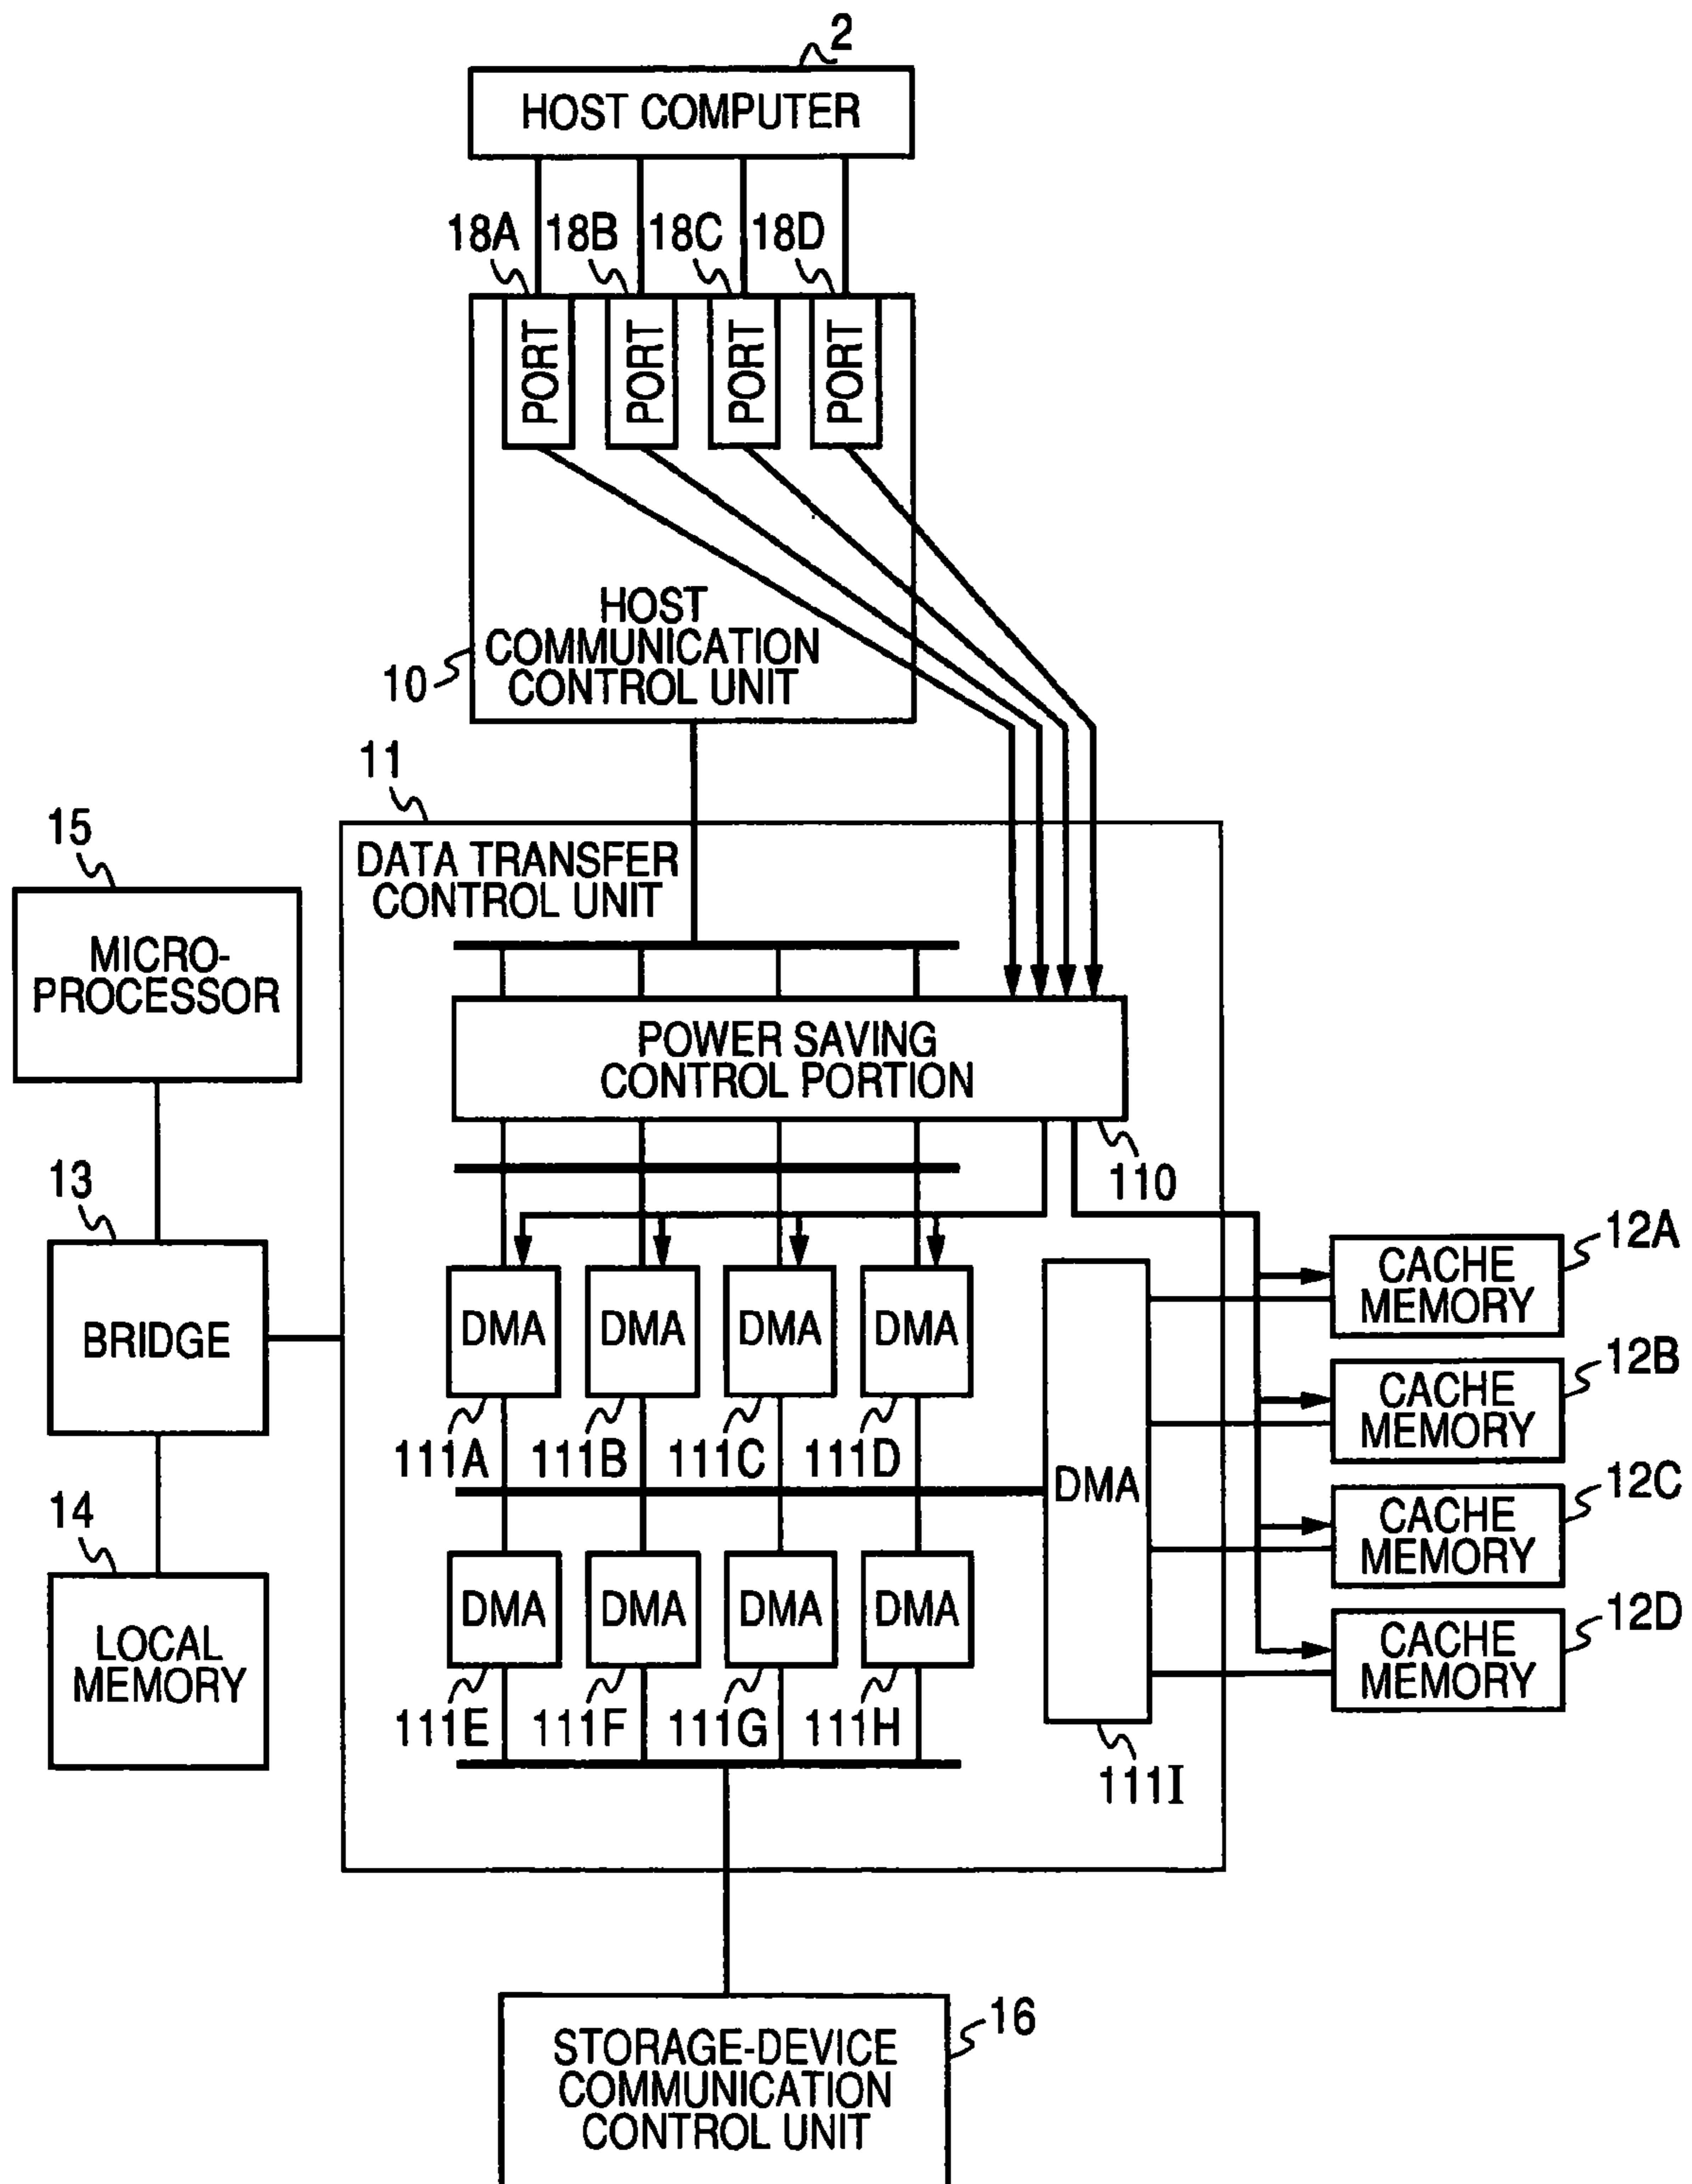 2
HOST COMPUTER
18A
18B
18C
18D
PORT
PORT
PORT
PORT
HOST
COMMUNICATION
CONTROL UNIT
10
11
DATA TRANSFER
CONTROL UNIT
15
MICRO-
PROCESSOR
POWER SAVING
CONTROL PORTION
110
13
BRIDGE
14
LOCAL
MEMORY
DMA
DMA
DMA
DMA
111A
111B
111C
111D
DMA
DMA
DMA
DMA
DMA
111E
111F
111G
111H
111I
12A
CACHE
MEMORY
12B
CACHE
MEMORY
12C
CACHE
MEMORY
12D
CACHE
MEMORY
16
STORAGE-DEVICE
COMMUNICATION
CONTROL UNIT